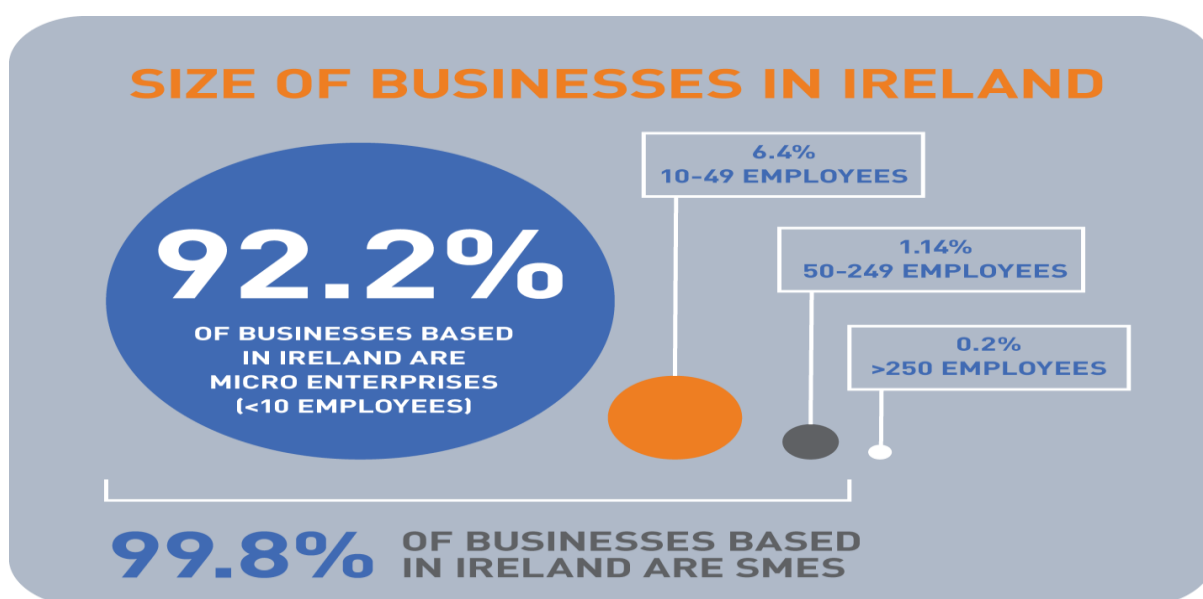 SIZE OF BUSINESSES IN IRELAND
92.2%
OF BUSINESSES BASED
IN IRELAND ARE
MICRO ENTERPRISES
(<10 EMPLOYEES)
6.4%
10-49 EMPLOYEES
1.14%
50-249 EMPLOYEES
0.2%
>250 EMPLOYEES
99.8%
OF BUSINESSES BASED
IN IRELAND ARE SMES